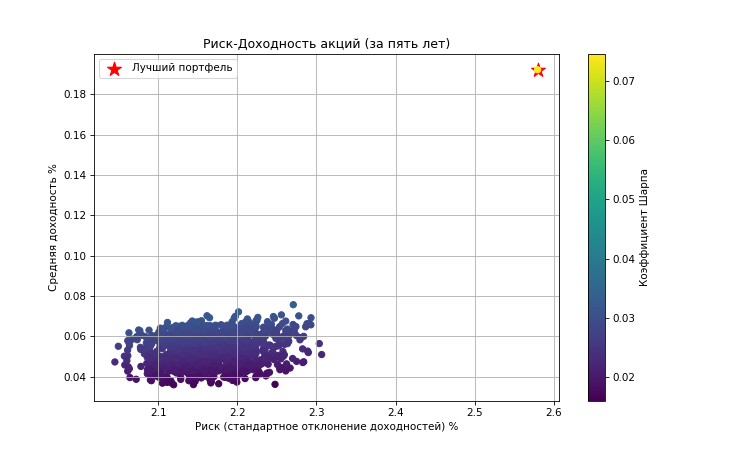 Риск-Доходность акций (за пять лет)
Лучший портфель
Средняя доходность %
0.18
0.16
0.14
0.12
0.10
0.08
0.06
0.04
2.1 2.2 2.3 2.4 2.5 2.6
Риск (стандартное отклонение доходностей) %
0.07
0.06
0.05
0.04
0.03
0.02
Коэффициент Шарпа